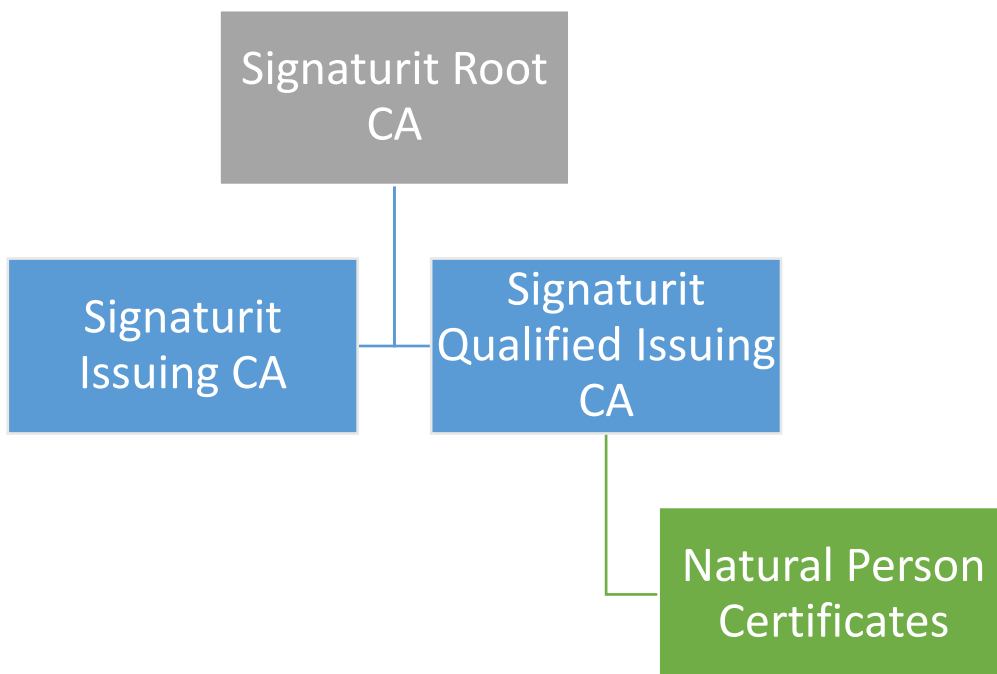 Signaturit Root
CA
Signaturit
Issuing CA
Signaturit
Qualified Issuing
CA
Natural Person
Certificates